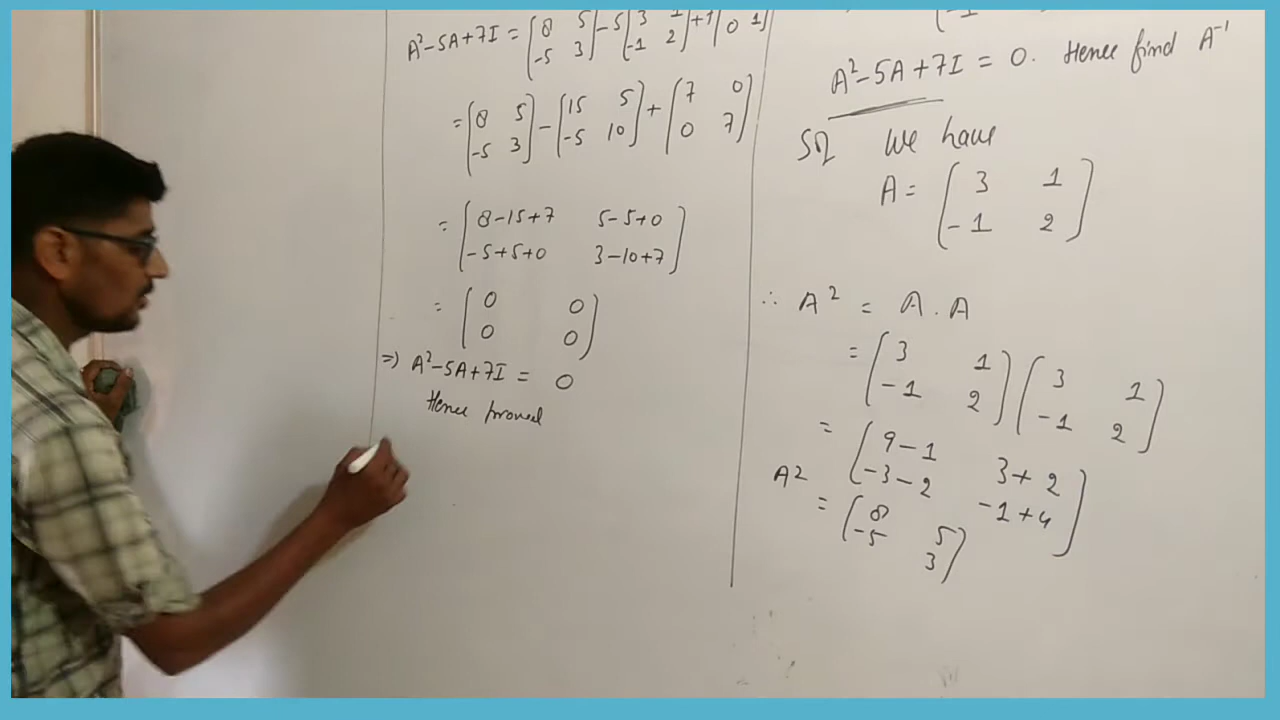 A² - 5A + 7I = 0. Hence find A⁻¹
Sol We have
A = [3 1
-1 2]
∴ A² = A . A
= [3 1 [3 1
-1 2] -1 2]
= [9-1 3+2
-3-2 -1+4]
A² = [8 5
-5 3]
A²-5A+7I = [8 5 - 5 [3 1 + 7 [
-5 3] -1 2] 0 1]
= [8 5 - [15 5 + [7 0
-5 3] -5 10] 0 7]
= [8-15+7 5-5+0
-5+5+0 3-10+7]
= [0 0
0 0]
=> A²-5A+7I = 0
Hence proved